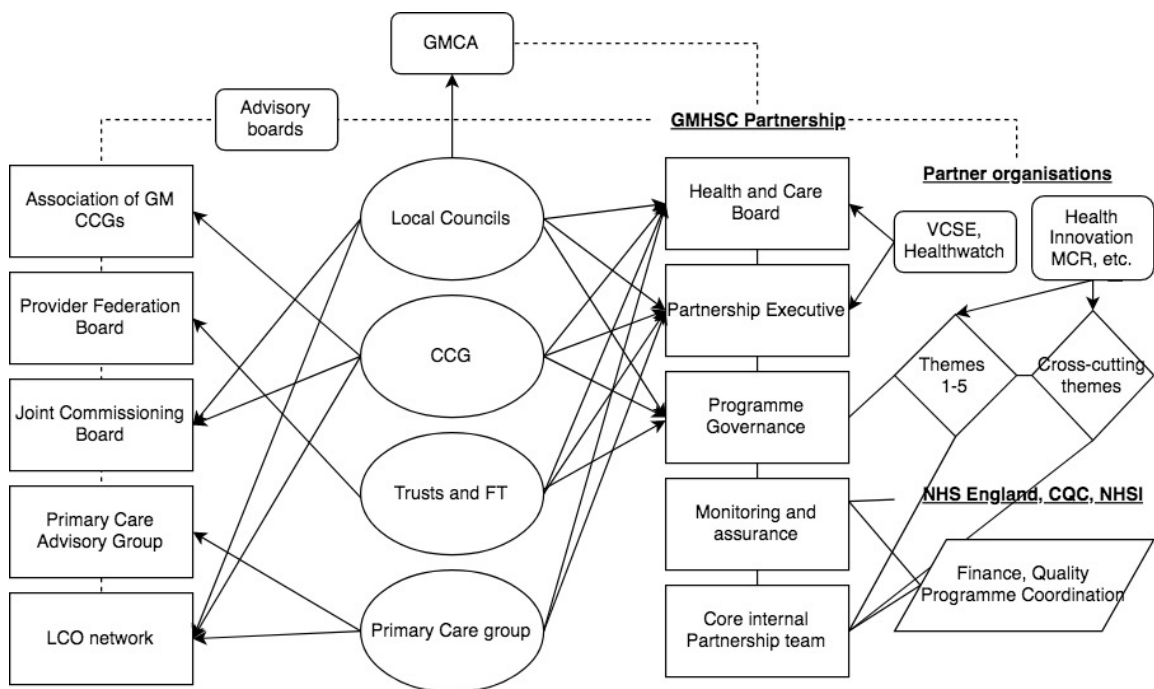 GMCA
Advisory
boards
GMHSC Partnership
Association of GM
CCGs
Provider Federation
Board
Joint Commissioning
Board
Primary Care
Advisory Group
LCO network
Local Councils
CCG
Trusts and FT
Primary Care group
Health and Care
Board
Partnership Executive
Programme
Governance
Monitoring and
assurance
Core internal
Partnership team
Partner organisations
VCSE,
Healthwatch
Health
Innovation
MCR, etc.
Themes
1-5
Cross-cutting
themes
NHS England, CQC, NHSI
Finance, Quality
Programme Coordination